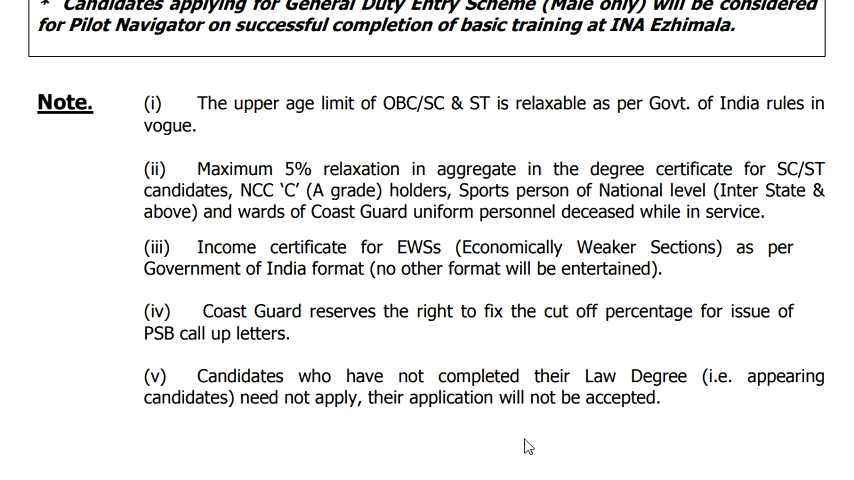 * Candidates applying for General Duty Entry Scheme (Male only) will be considered
for Pilot Navigator on successful completion of basic training at INA Ezhimala.
Note. (i) The upper age limit of OBC/SC & ST is relaxable as per Govt. of India rules in
vogue.
(ii) Maximum 5% relaxation in aggregate in the degree certificate for SC/ST
candidates, NCC ‘C’ (A grade) holders, Sports person of National level (Inter State &
above) and wards of Coast Guard uniform personnel deceased while in service.
(iii) Income certificate for EWSs (Economically Weaker Sections) as per
Government of India format (no other format will be entertained).
(iv) Coast Guard reserves the right to fix the cut off percentage for issue of
PSB call up letters.
(v) Candidates who have not completed their Law Degree (i.e. appearing
candidates) need not apply, their application will not be accepted.